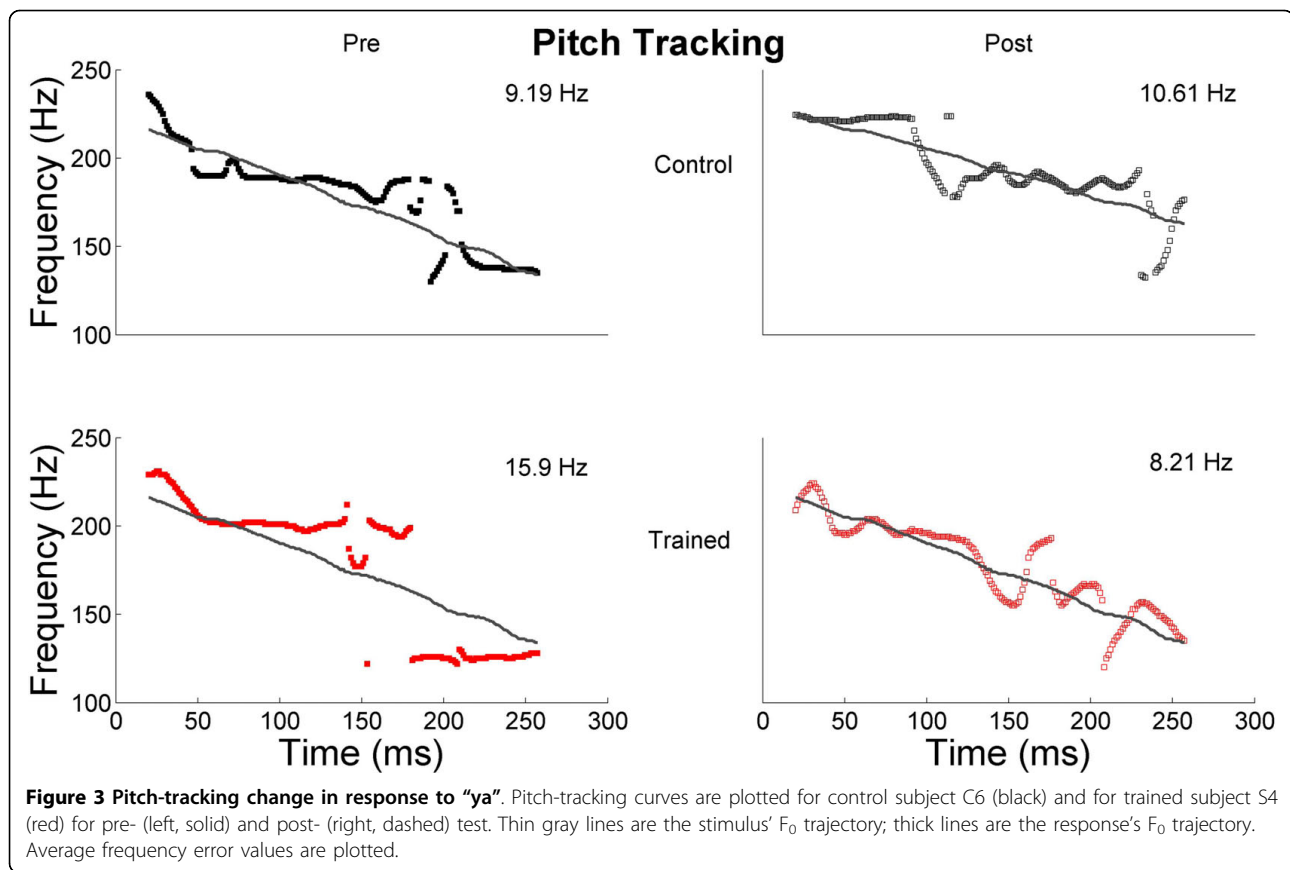 Pitch Tracking
Pre
Post
250
200
150
100
Frequency (Hz)
9.19 Hz
Control
10.61 Hz
250
200
150
100
Frequency (Hz)
15.9 Hz
Trained
8.21 Hz
0 50 100 150 200 250 300
Time (ms)
0 50 100 150 200 250 300
Time (ms)
Figure 3 Pitch-tracking change in response to “ya”. Pitch-tracking curves are plotted for control subject C6 (black) and for trained subject S4
(red) for pre- (left, solid) and post- (right, dashed) test. Thin gray lines are the stimulus’ F₀ trajectory; thick lines are the response’s F₀ trajectory.
Average frequency error values are plotted.